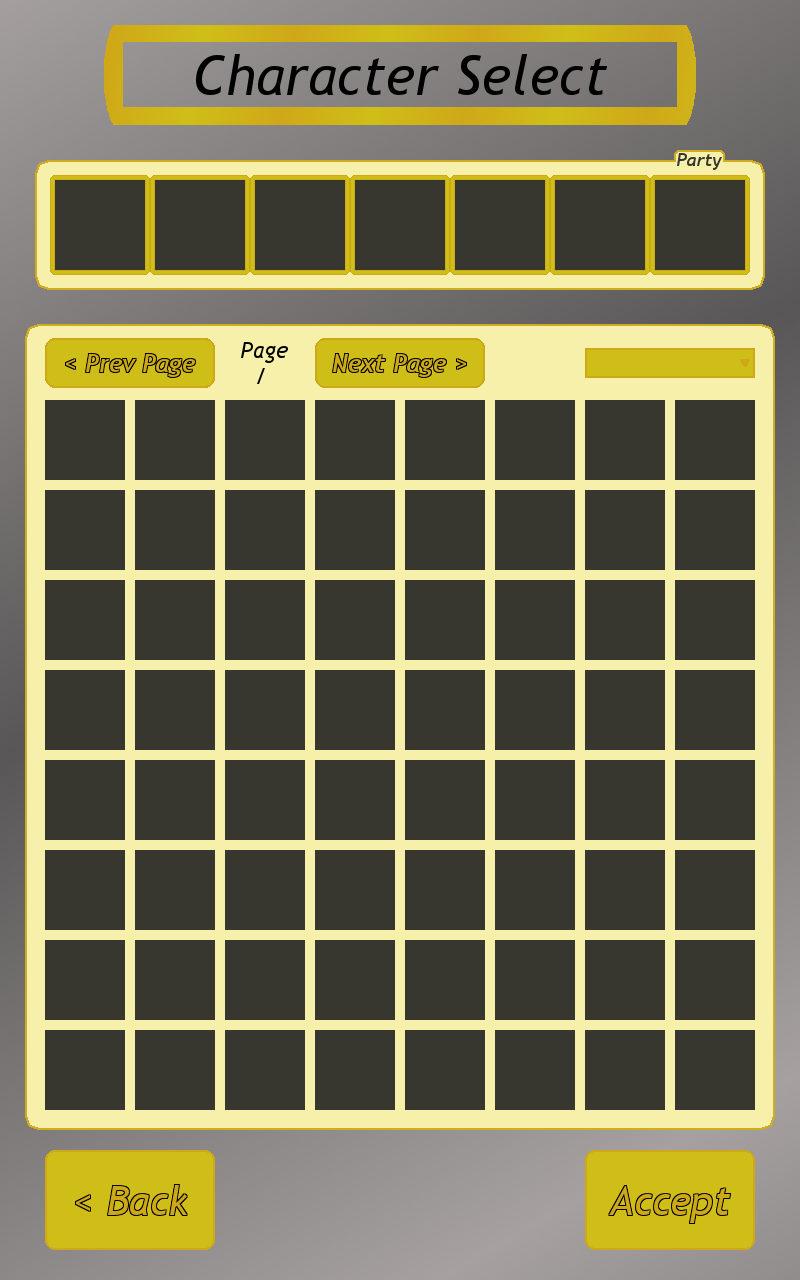 Character Select
Party
< Prev Page
Page
/
Next Page >
< Back
Accept